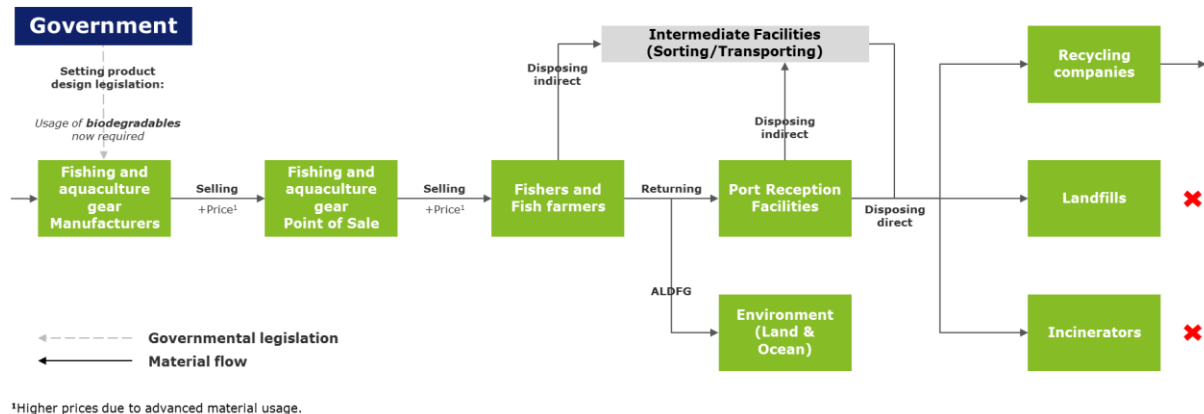 Government
Setting product
design legislation:
Usage of biodegradables
now required
Fishing and
aquaculture
gear
Manufacturers
Selling
+Price¹
Fishing and
aquaculture
gear
Point of Sale
Selling
+Price¹
Fishers and
Fish farmers
Disposing
indirect
Intermediate Facilities
(Sorting/Transporting)
Returning
Port Reception
Facilities
Disposing
indirect
ALDFG
Environment
(Land &
Ocean)
Disposing
direct
Recycling
companies
Landfills
Incinerators
Governmental legislation
Material flow
¹Higher prices due to advanced material usage.